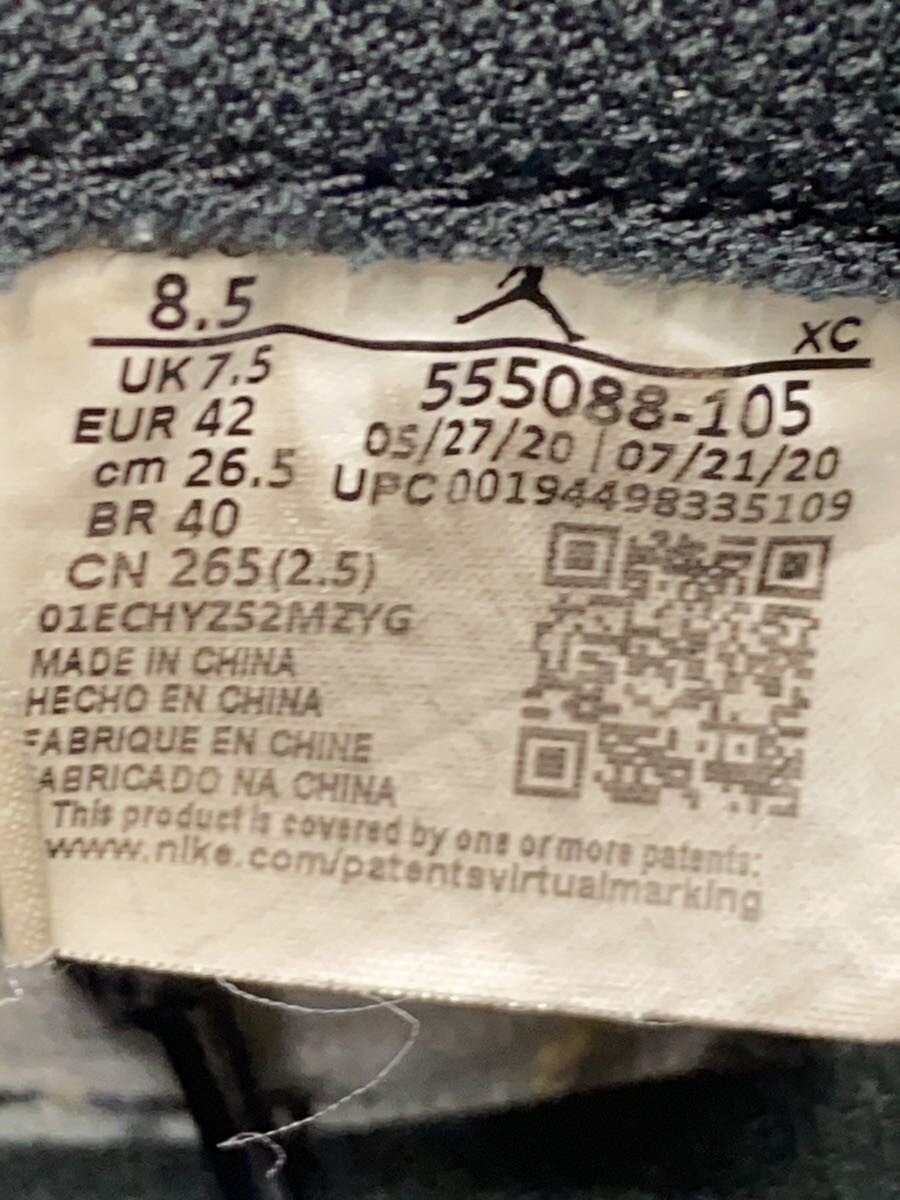 8.5
XC
UK 7.5
555088-105
EUR 42
05/27/20 | 07/21/20
cm 26.5
UPC 00194498335109
BR 40
CN 265(2.5)
01ECHYZS2MZYG
MADE IN CHINA
HECHO EN CHINA
FABRIQUE EN CHINE
FABRICADO NA CHINA
This product is covered by one or more patents:
www.nike.com/patentsvirtualmarking